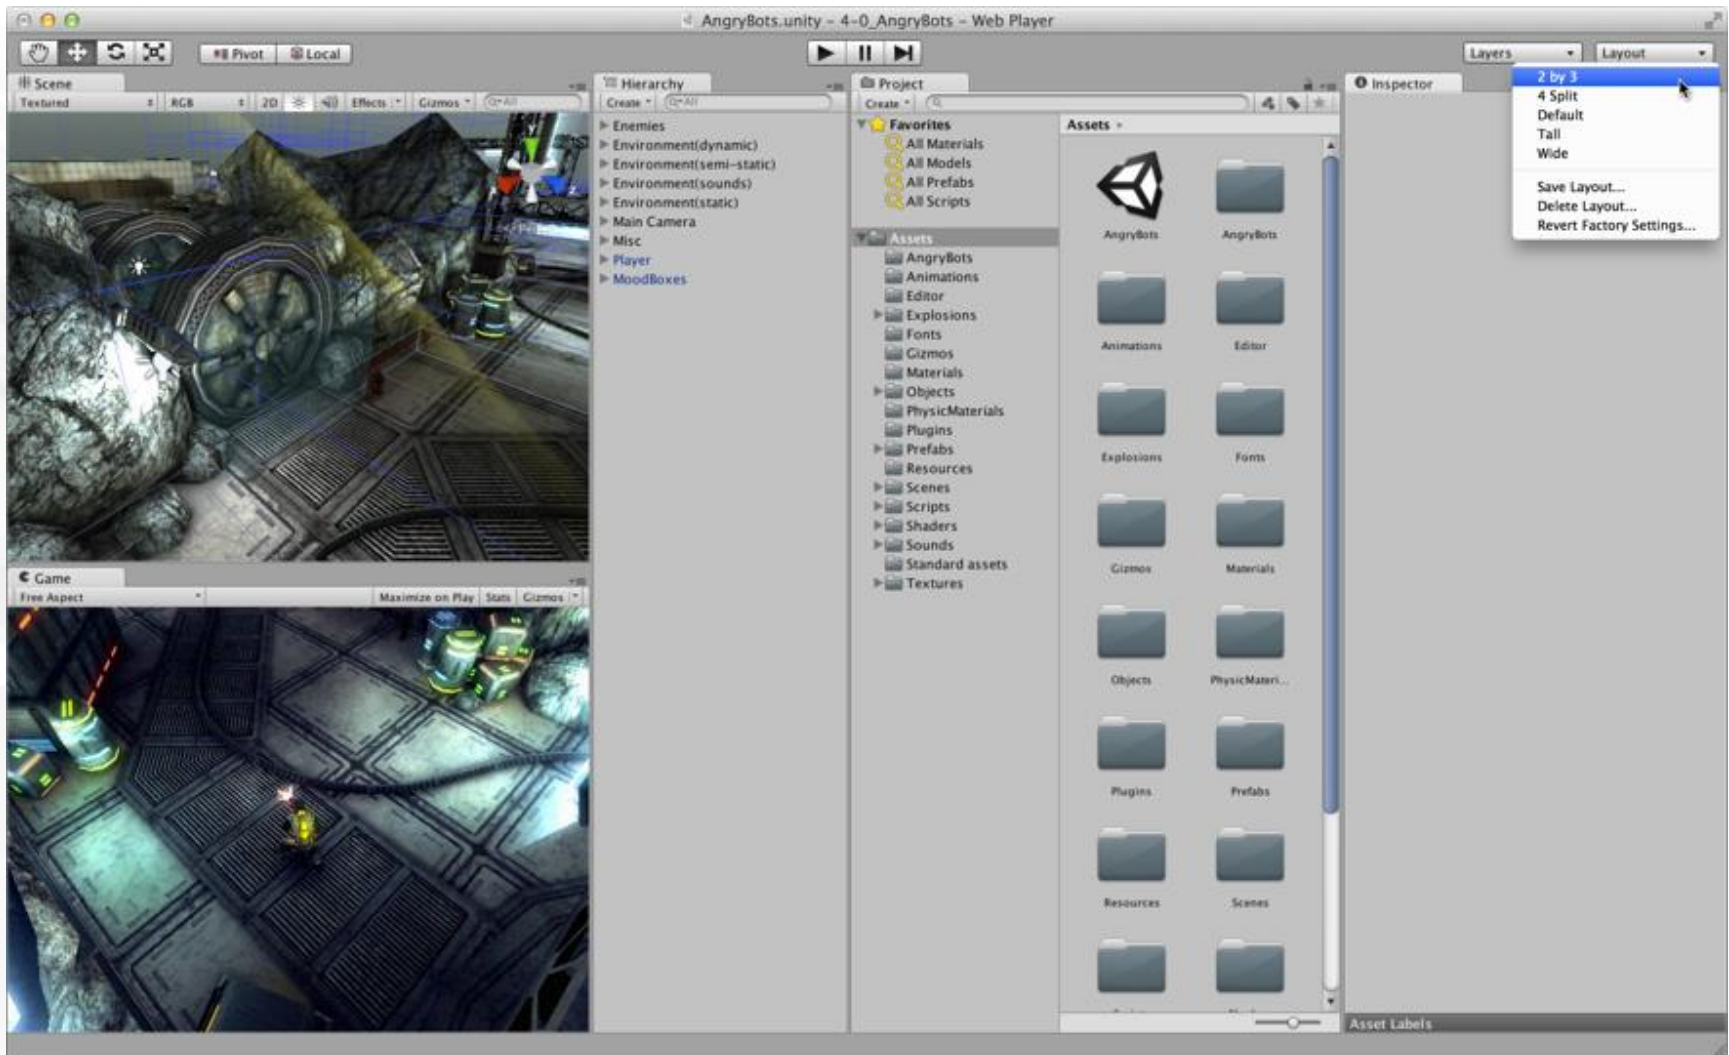 AngryBots.unity - 4-0_AngryBots - Web Player
Pivot Local
Layers Layout
Scene
Textured RGB 2D Effects Gizmos All
Hierarchy
Create All
Enemies
Environment(dynamic)
Environment(semi-static)
Environment(sounds)
Environment(static)
Main Camera
Misc
Player
MoodBoxes
Project
Create
Favorites
All Materials
All Models
All Prefabs
All Scripts
Assets
AngryBots
Animations
Editor
Explosions
Fonts
Gizmos
Materials
Objects
PhysicMaterials
Plugins
Prefabs
Resources
Scenes
Scripts
Shaders
Sounds
Standard assets
Textures
Assets
AngryBots AngryBots
Animations Editor
Explosions Fonts
Gizmos Materials
Objects PhysicMateri...
Plugins Prefabs
Resources Scenes
Inspector
2 by 3
4 Split
Default
Tall
Wide
Save Layout...
Delete Layout...
Revert Factory Settings...
Asset Labels
Game
Free Aspect Maximize on Play Stats Gizmos